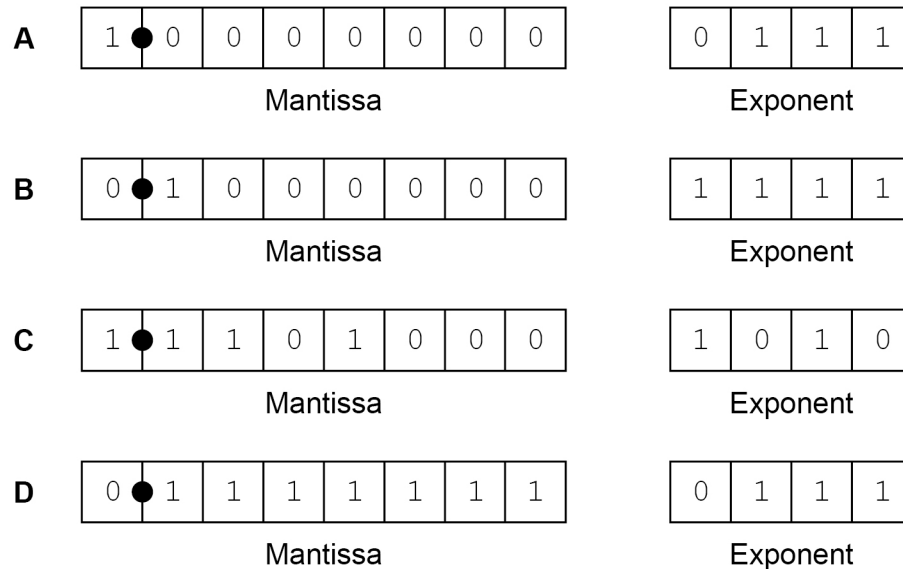 A 1 0 0 0 0 0 0 0 0 1 1 1
Mantissa Exponent
B 0 1 0 0 0 0 0 0 1 1 1 1
Mantissa Exponent
C 1 1 1 0 1 0 0 0 1 0 1 0
Mantissa Exponent
D 0 1 1 1 1 1 1 1 0 1 1 1
Mantissa Exponent